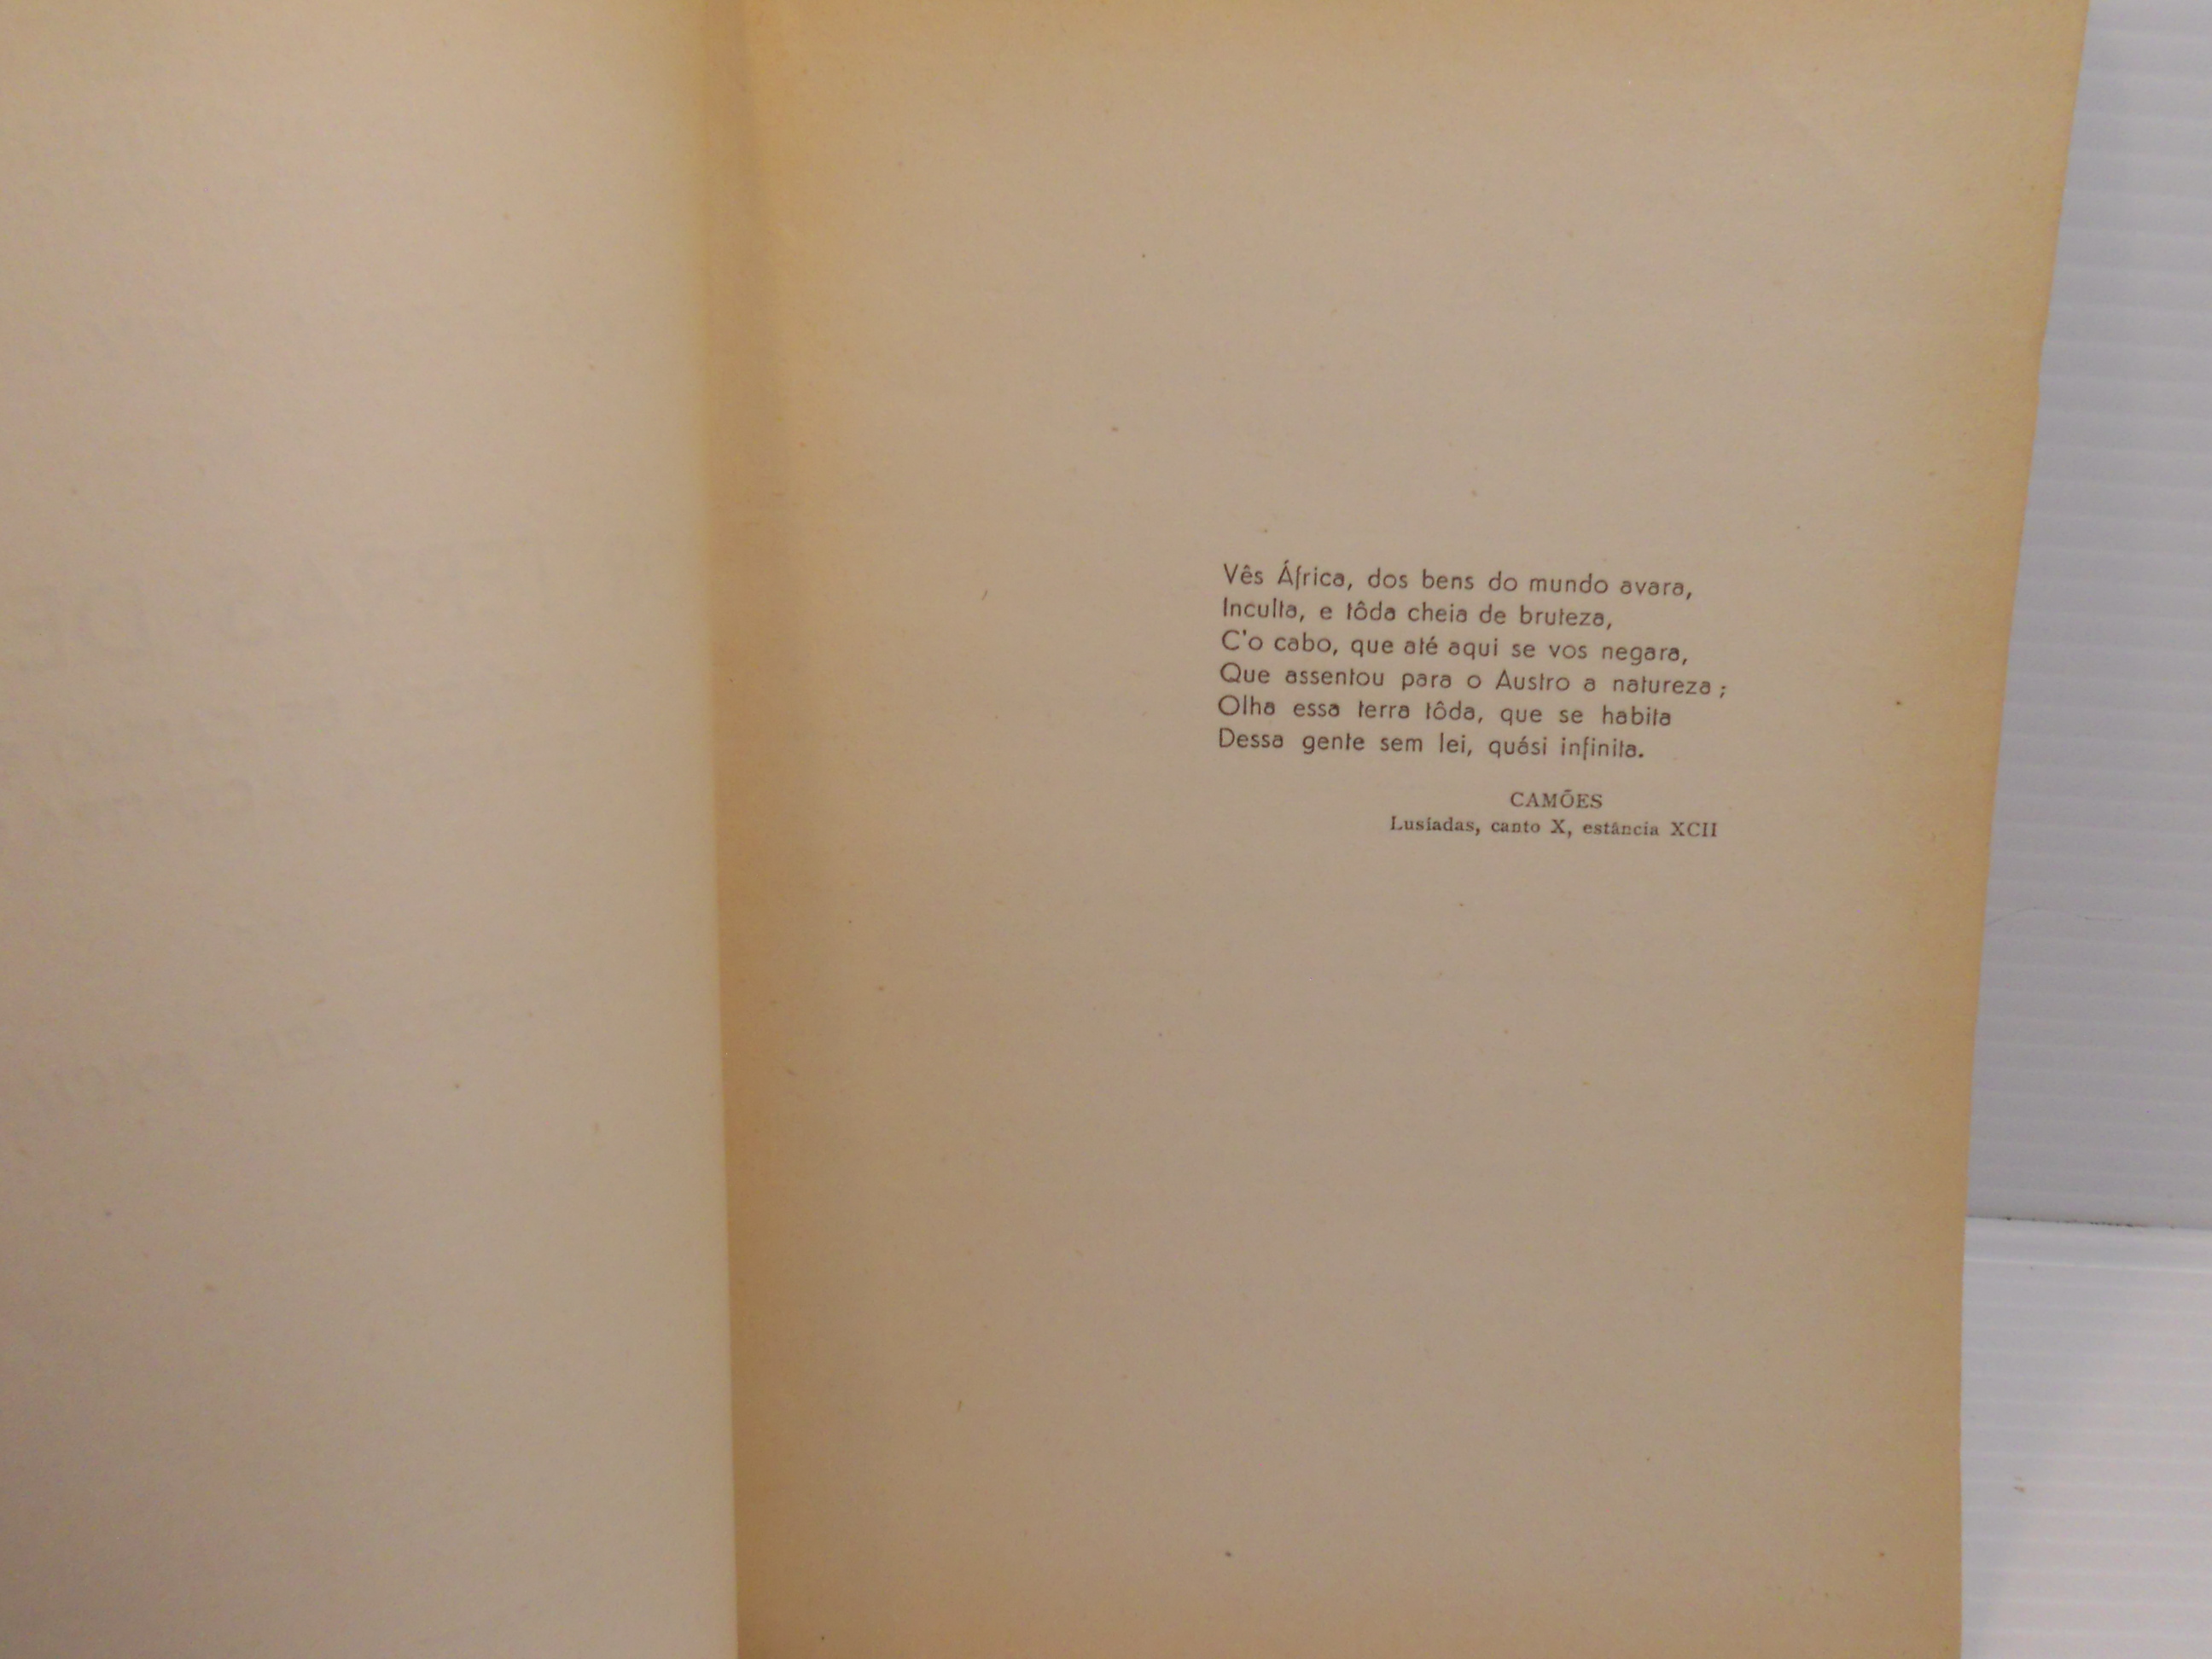 Vês África, dos bens do mundo avara,
Inculta, e tôda cheia de bruteza,
C'o cabo, que até aqui se vos negara,
Que assentou para o Austro a natureza ;
Olha essa terra tôda, que se habita
Dessa gente sem lei, quási infinita.
CAMÕES
Lusíadas, canto X, estância XCII